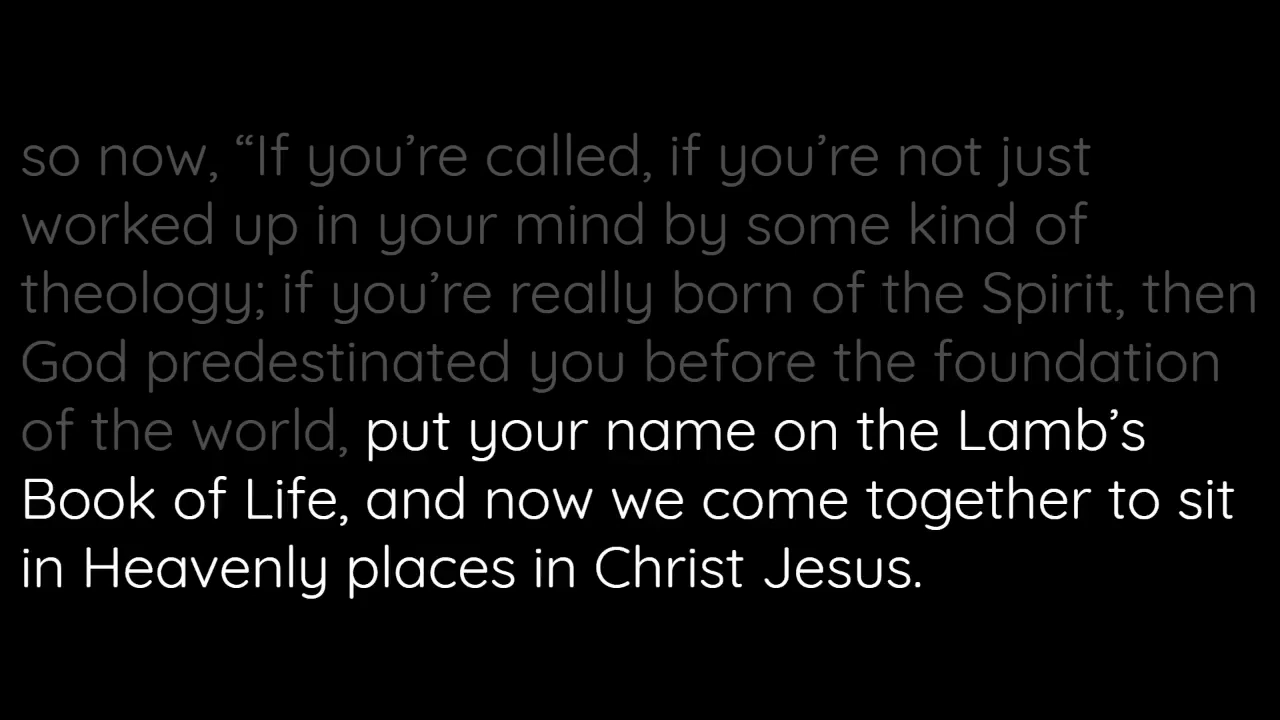 so now, “If you’re called, if you’re not just
worked up in your mind by some kind of
theology; if you’re really born of the Spirit, then
God predestinated you before the foundation
of the world, put your name on the Lamb’s
Book of Life, and now we come together to sit
in Heavenly places in Christ Jesus.